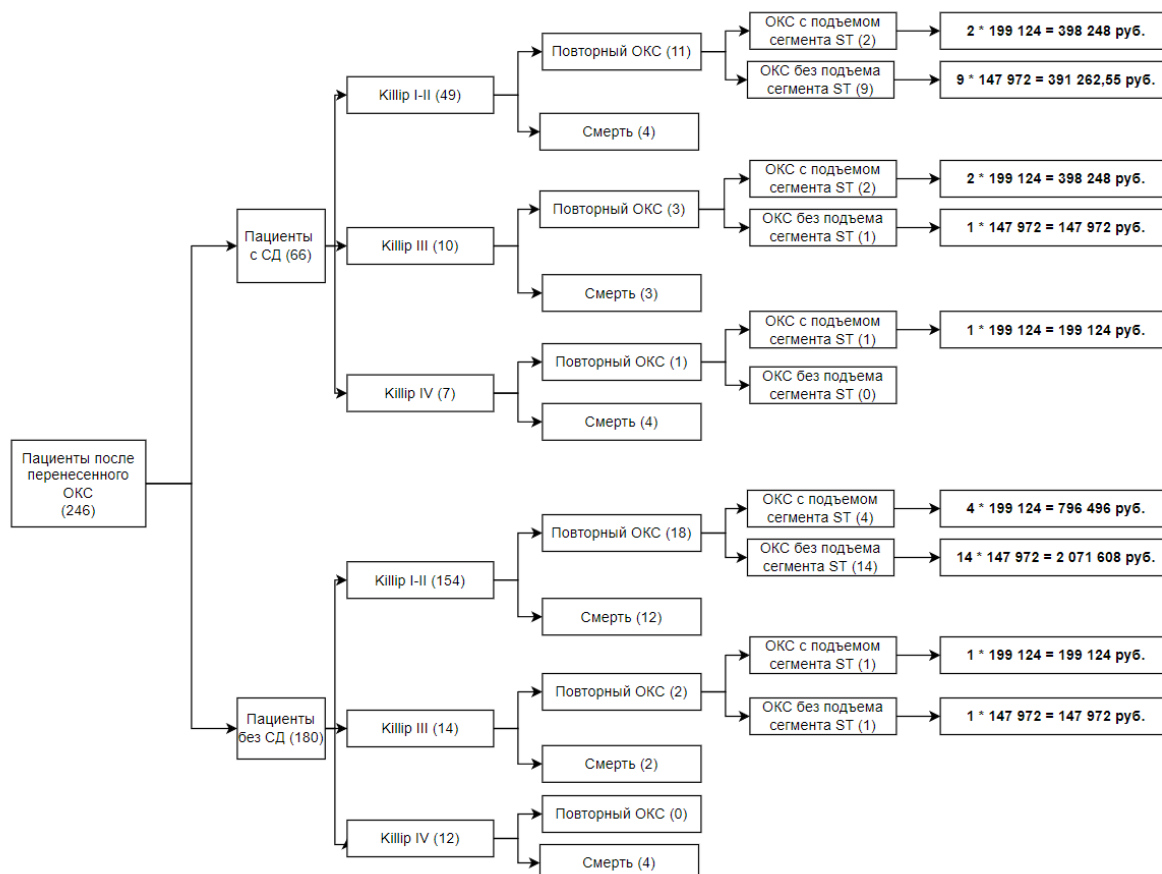 ОКС с подъемом
сегмента ST (2)
2 * 199 124 = 398 248 руб.
Повторный ОКС (11)
ОКС без подъема
сегмента ST (9)
9 * 147 972 = 391 262,55 руб.
Killip I-II (49)
Смерть (4)
ОКС с подъемом
сегмента ST (2)
2 * 199 124 = 398 248 руб.
Повторный ОКС (3)
ОКС без подъема
сегмента ST (1)
1 * 147 972 = 147 972 руб.
Пациенты
с СД (66)
Killip III (10)
Смерть (3)
ОКС с подъемом
сегмента ST (1)
1 * 199 124 = 199 124 руб.
Повторный ОКС (1)
ОКС без подъема
сегмента ST (0)
Killip IV (7)
Смерть (4)
Пациенты после
перенесенного
ОКС
(246)
ОКС с подъемом
сегмента ST (4)
4 * 199 124 = 796 496 руб.
Повторный ОКС (18)
ОКС без подъема
сегмента ST (14)
14 * 147 972 = 2 071 608 руб.
Killip I-II (154)
Смерть (12)
ОКС с подъемом
сегмента ST (1)
1 * 199 124 = 199 124 руб.
Повторный ОКС (2)
ОКС без подъема
сегмента ST (1)
1 * 147 972 = 147 972 руб.
Пациенты
без СД (180)
Killip III (14)
Смерть (2)
Повторный ОКС (0)
Killip IV (12)
Смерть (4)